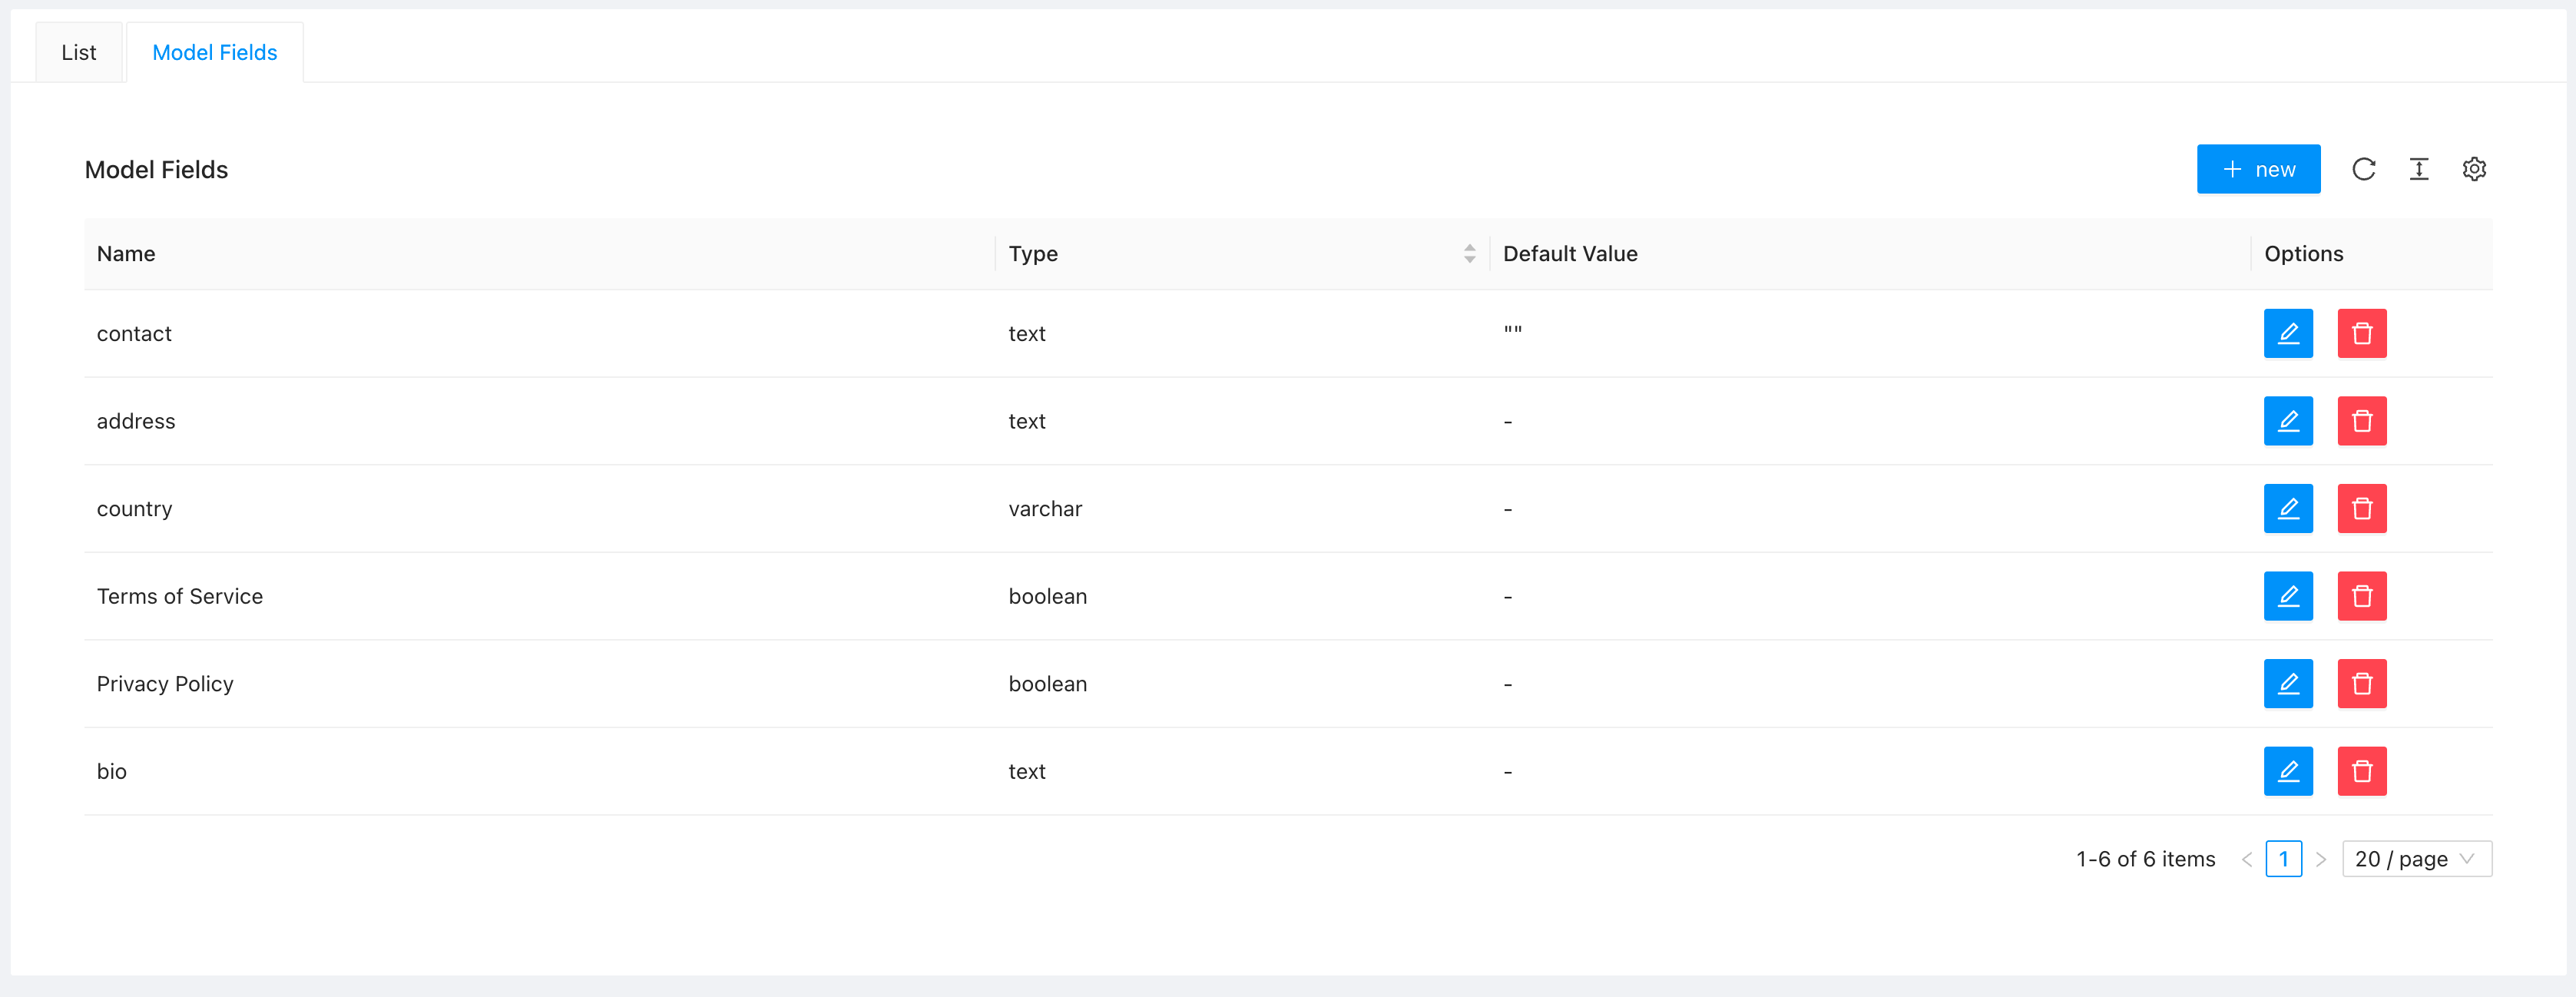 List Model Fields
Model Fields
+ new
Name Type Default Value Options
contact text ""
address text -
country varchar -
Terms of Service boolean -
Privacy Policy boolean -
bio text -
1-6 of 6 items < 1 > 20 / page